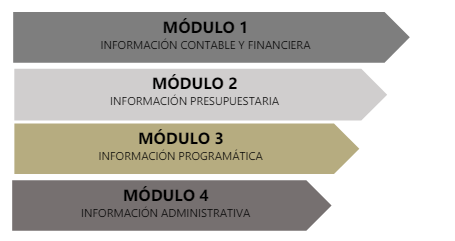 MÓDULO 1
INFORMACIÓN CONTABLE Y FINANCIERA
MÓDULO 2
INFORMACIÓN PRESUPUESTARIA
MÓDULO 3
INFORMACIÓN PROGRAMÁTICA
MÓDULO 4
INFORMACIÓN ADMINISTRATIVA